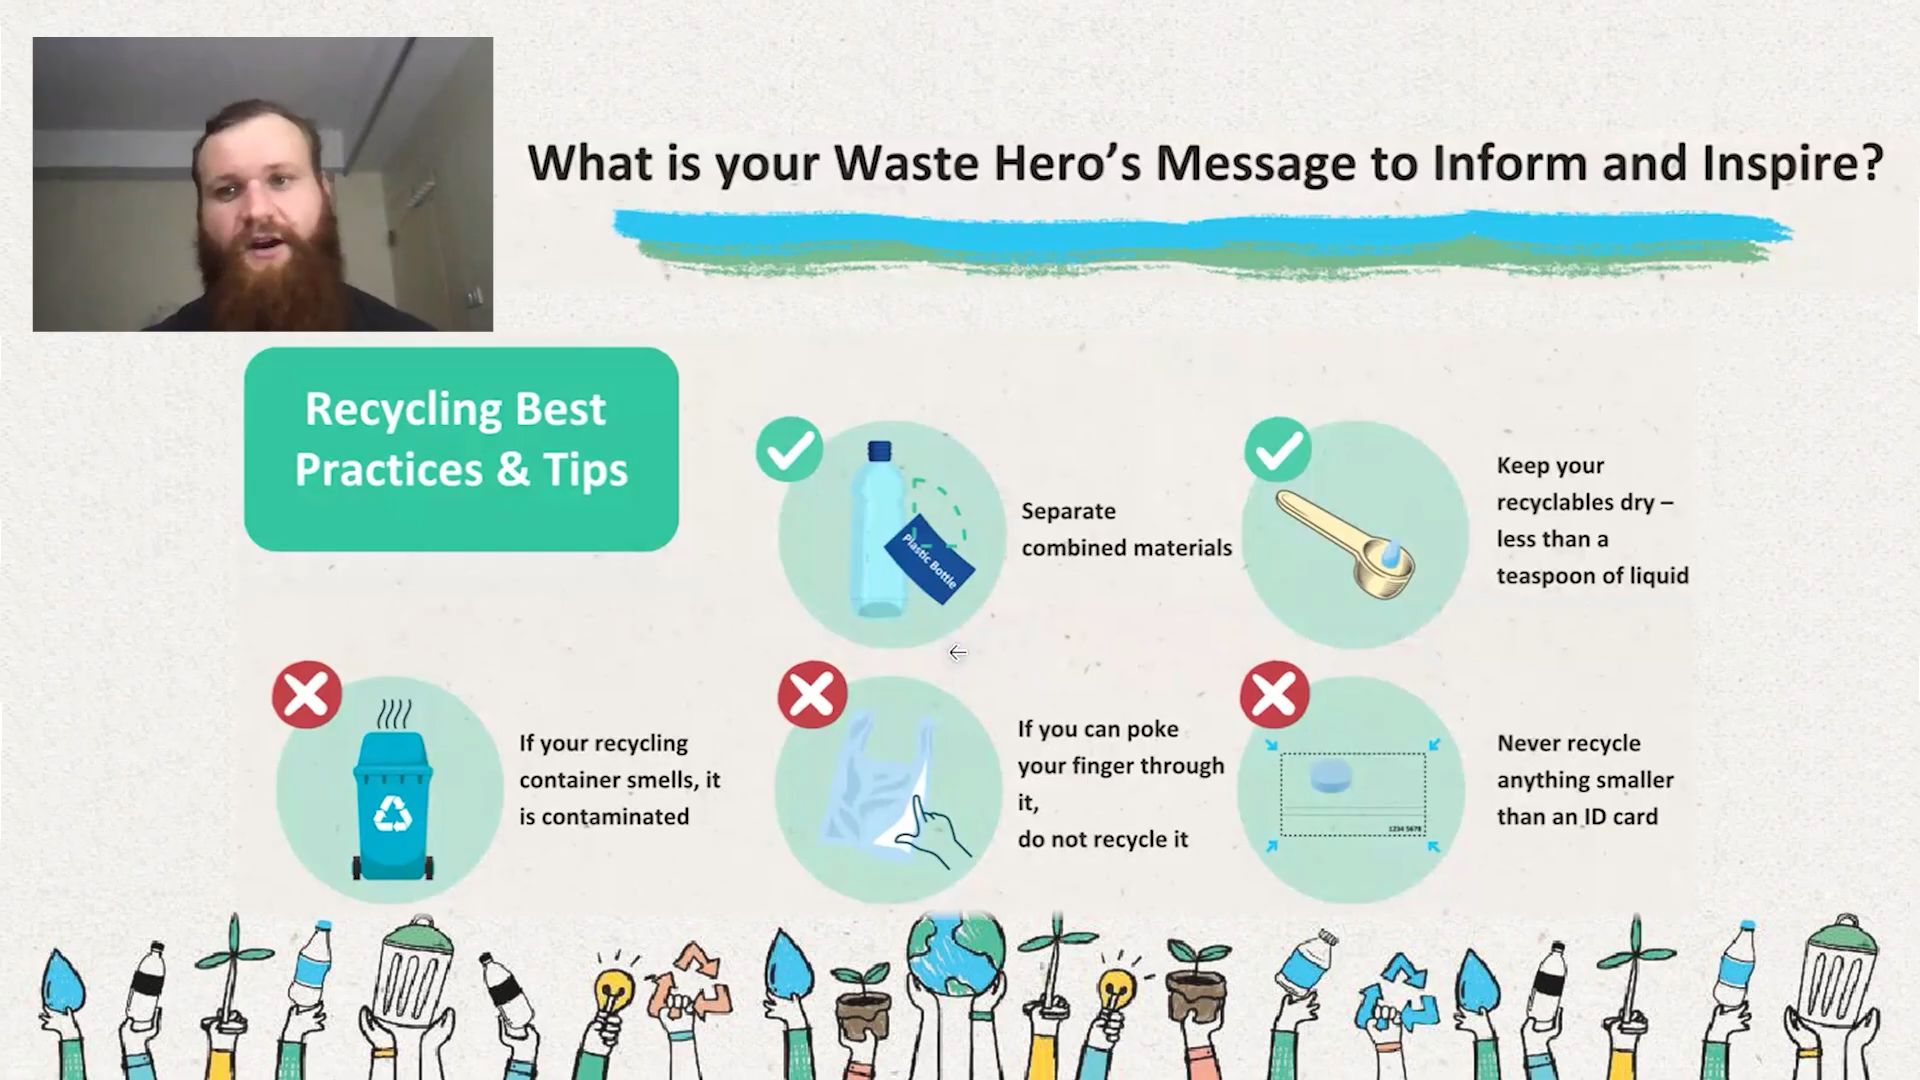 What is your Waste Hero's Message to Inform and Inspire?
Recycling Best
Practices & Tips
Plastic Bottle
Separate
combined materials
Keep your
recyclables dry –
less than a
teaspoon of liquid
If your recycling
container smells, it
is contaminated
If you can poke
your finger through
it,
do not recycle it
1234 5678
Never recycle
anything smaller
than an ID card